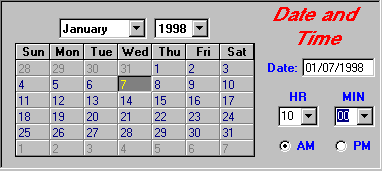 January 1998
Date and
Time
Sun Mon Tue Wed Thu Fri Sat
28 29 30 31 1 2 3
4 5 6 7 8 9 10
11 12 13 14 15 16 17
18 19 20 21 22 23 24
25 26 27 28 29 30 31
1 2 3 4 5 6 7
Date: 01/07/1998
HR MIN
10 00
AM PM